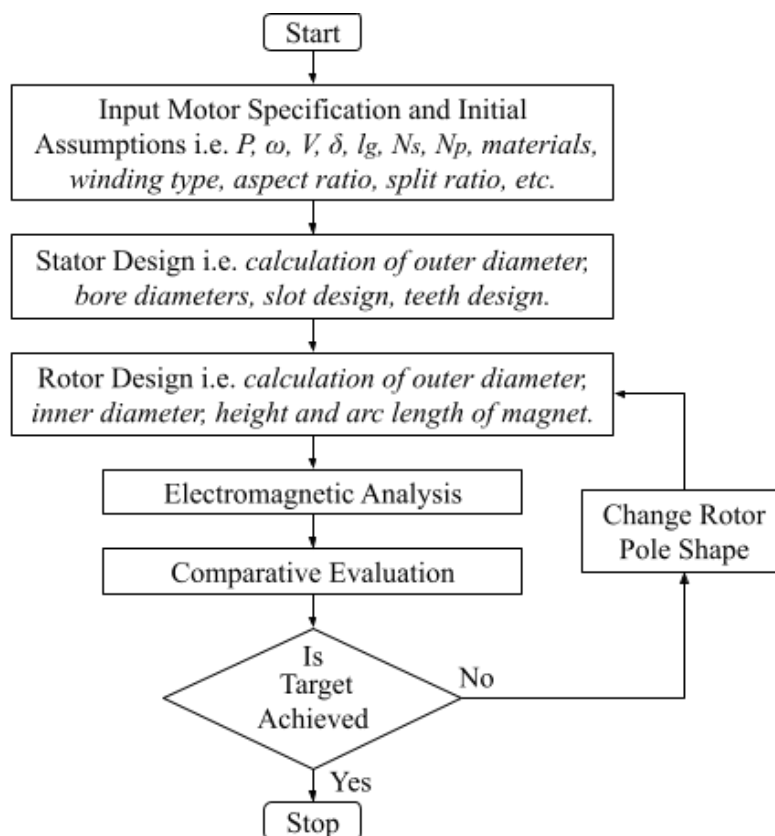 Start
Input Motor Specification and Initial
Assumptions i.e. P, ω, V, δ, lg, Ns, Np, materials,
winding type, aspect ratio, split ratio, etc.
Stator Design i.e. calculation of outer diameter,
bore diameters, slot design, teeth design.
Rotor Design i.e. calculation of outer diameter,
inner diameter, height and arc length of magnet.
Electromagnetic Analysis
Change Rotor
Pole Shape
Comparative Evaluation
Is
Target
Achieved
No
Yes
Stop